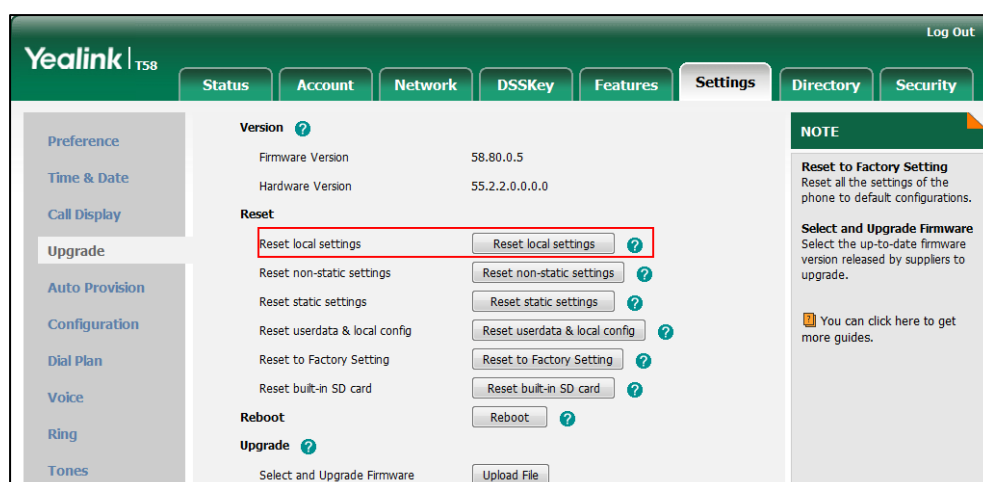 Log Out
Yealink T58
Status Account Network DSSKey Features Settings Directory Security
Preference
Time & Date
Call Display
Upgrade
Auto Provision
Configuration
Dial Plan
Voice
Ring
Tones
Version ?
Firmware Version 58.80.0.5
Hardware Version 55.2.2.0.0.0.0
Reset
Reset local settings Reset local settings ?
Reset non-static settings Reset non-static settings ?
Reset static settings Reset static settings ?
Reset userdata & local config Reset userdata & local config ?
Reset to Factory Setting Reset to Factory Setting ?
Reset built-in SD card Reset built-in SD card ?
Reboot Reboot ?
Upgrade ?
Select and Upgrade Firmware Upload File
NOTE
Reset to Factory Setting
Reset all the settings of the
phone to default configurations.
Select and Upgrade Firmware
Select the up-to-date firmware
version released by suppliers to
upgrade.
? You can click here to get
more guides.